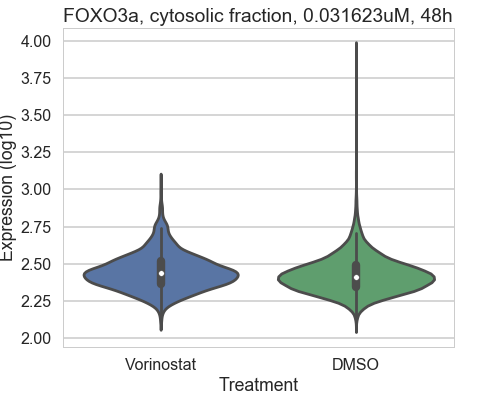 FOXO3a, cytosolic fraction, 0.031623uM, 48h
Expression (log10)
4.00
3.75
3.50
3.25
3.00
2.75
2.50
2.25
2.00
Vorinostat DMSO
Treatment